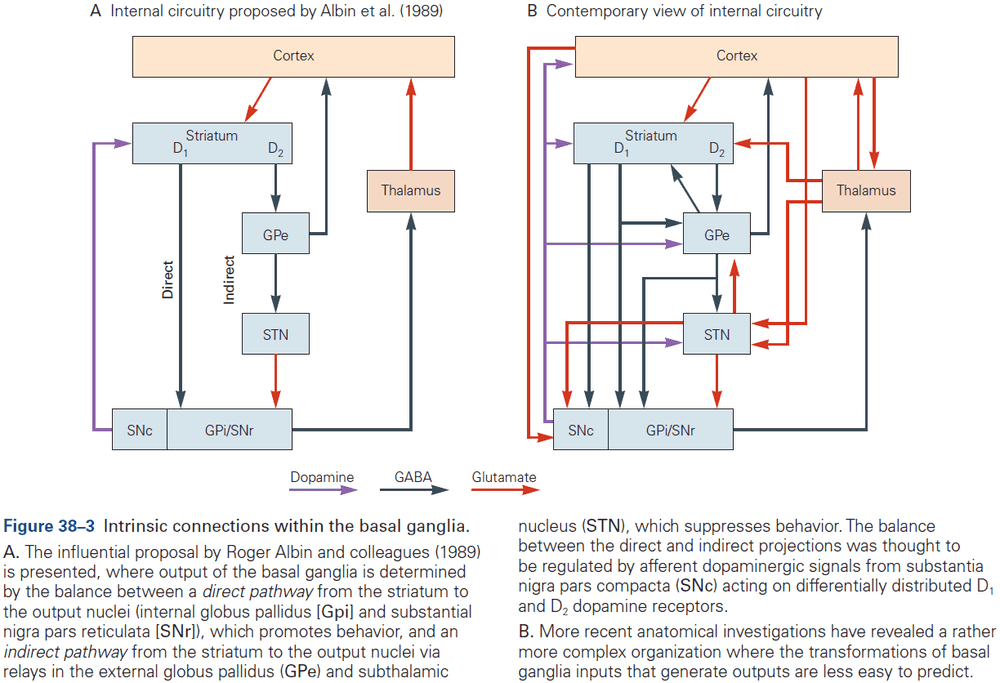 A Internal circuitry proposed by Albin et al. (1989)
Cortex
Striatum
D1
D2
Thalamus
GPe
Direct
Indirect
STN
SNc
GPi/SNr
B Contemporary view of internal circuitry
Cortex
Striatum
D1
D2
Thalamus
GPe
STN
SNc
GPi/SNr
Dopamine
GABA
Glutamate
Figure 38–3 Intrinsic connections within the basal ganglia.
A. The influential proposal by Roger Albin and colleagues (1989)
is presented, where output of the basal ganglia is determined
by the balance between a direct pathway from the striatum to
the output nuclei (internal globus pallidus [Gpi] and substantial
nigra pars reticulata [SNr]), which promotes behavior, and an
indirect pathway from the striatum to the output nuclei via
relays in the external globus pallidus (GPe) and subthalamic
nucleus (STN), which suppresses behavior. The balance
between the direct and indirect projections was thought to
be regulated by afferent dopaminergic signals from substantia
nigra pars compacta (SNc) acting on differentially distributed D1
and D2 dopamine receptors.
B. More recent anatomical investigations have revealed a rather
more complex organization where the transformations of basal
ganglia inputs that generate outputs are less easy to predict.